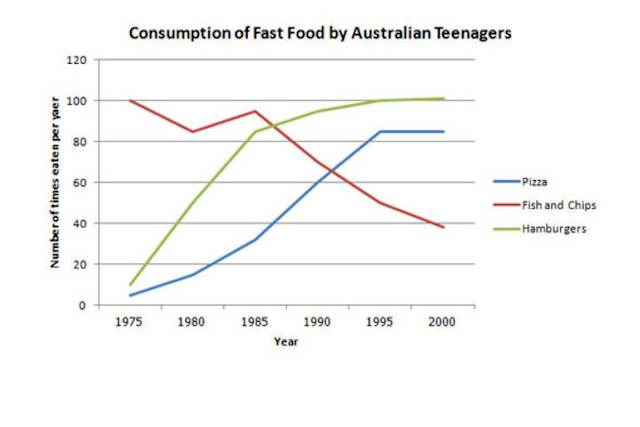 Consumption of Fast Food by Australian Teenagers
Number of times eaten per yaer
120
100
80
60
40
20
0
1975 1980 1985 1990 1995 2000
Year
Pizza
Fish and Chips
Hamburgers